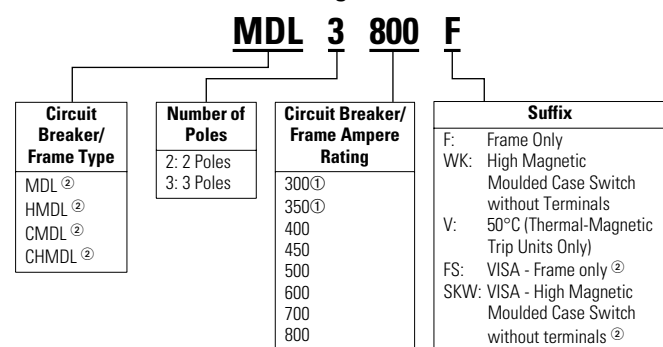 MDL 3 800 F
Circuit
Breaker/
Frame Type
MDL ②
HMDL ②
CMDL ②
CHMDL ②
Number of
Poles
2: 2 Poles
3: 3 Poles
Circuit Breaker/
Frame Ampere
Rating
300①
350①
400
450
500
600
700
800
Suffix
F: Frame Only
WK: High Magnetic
Moulded Case Switch
without Terminals
V: 50°C (Thermal-Magnetic
Trip Units Only)
FS: VISA - Frame only ②
SKW: VISA - High Magnetic
Moulded Case Switch
without terminals ②